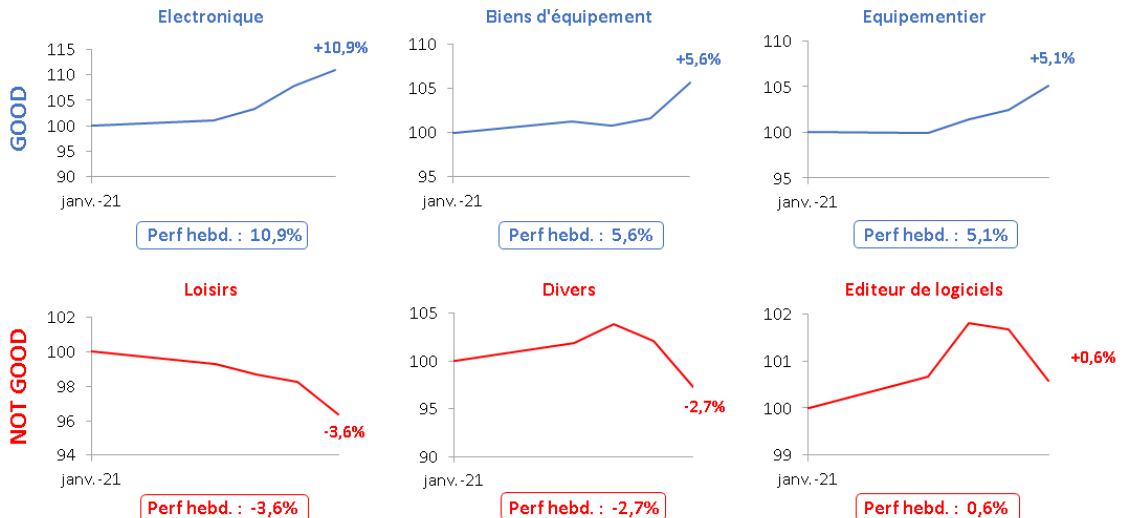 Electronique
+10,9%
115
110
105
100
95
90
janv.-21
Perf hebd. : 10,9%
Biens d'équipement
+5,6%
110
105
100
95
janv.-21
Perf hebd. : 5,6%
Equipementier
+5,1%
110
105
100
95
janv.-21
Perf hebd. : 5,1%
GOOD
Loisirs
102
100
98
96
94
-3,6%
janv.-21
Perf hebd. : -3,6%
Divers
105
100
95
90
-2,7%
janv.-21
Perf hebd. : -2,7%
Editeur de logiciels
102
101
100
99
+0,6%
janv.-21
Perf hebd. : 0,6%
NOT GOOD